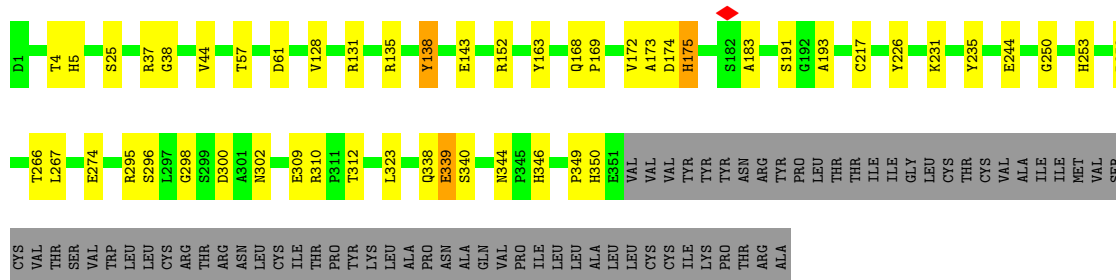 D1 T4 H5 S25 R37 G38 V44 T57 D61 V128 R131 R135 Y138 E143 R152 Y163 Q168 P169 V172 A173 D174 H175 S182 A183 S191 G192 A193 C217 Y226 K231 Y235 E244 G250 H253
T266 L267 E274 R295 S296 L297 G298 S299 D300 A301 N302 E309 R310 P311 T312 L323 Q338 E339 S340 N344 P345 H346 P349 H350 E351 VAL VAL VAL TYR TYR TYR ASN ARG TYR PRO LEU THR THR ILE ILE GLY LEU CYS THR CYS VAL ALA ILE ILE MET VAL SER
CYS VAL THR SER VAL TRP LEU LEU CYS ARG THR ARG ASN LEU CYS ILE THR PRO TYR LYS LEU ALA PRO ASN ALA GLN VAL PRO ILE LEU LEU ALA LEU LEU CYS CYS ILE LYS PRO THR ARG ALA